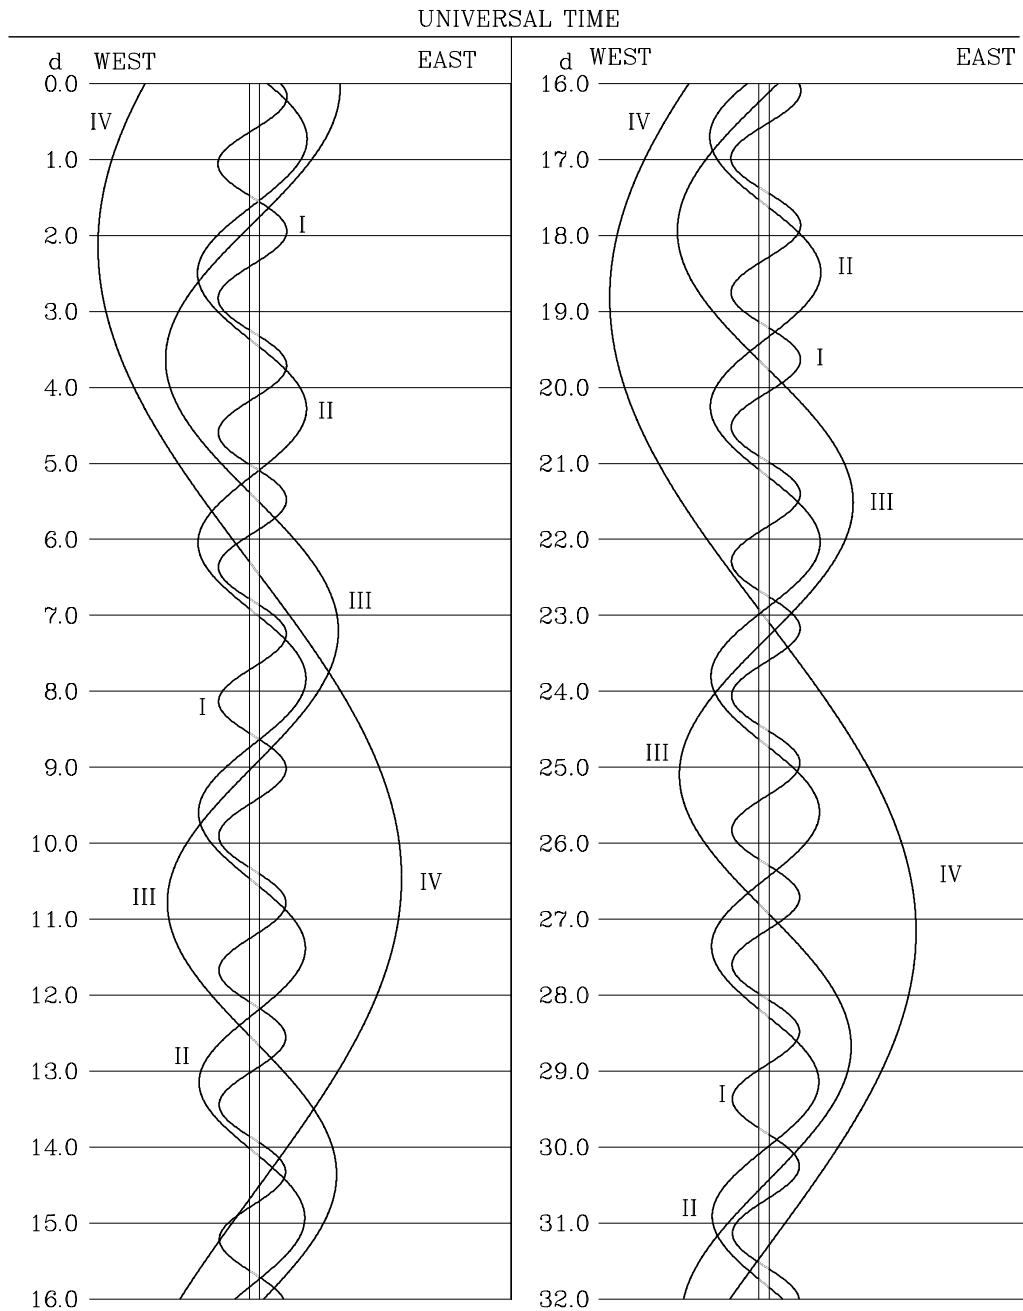 UNIVERSAL TIME
d WEST EAST
0.0
IV
1.0
I
2.0
3.0
4.0
II
5.0
6.0
III
7.0
8.0
I
9.0
10.0
IV
III
11.0
12.0
II
13.0
14.0
15.0
16.0
d WEST EAST
16.0
IV
17.0
18.0
II
19.0
I
20.0
21.0
III
22.0
23.0
24.0
III
25.0
26.0
IV
27.0
28.0
29.0
I
30.0
II
31.0
32.0